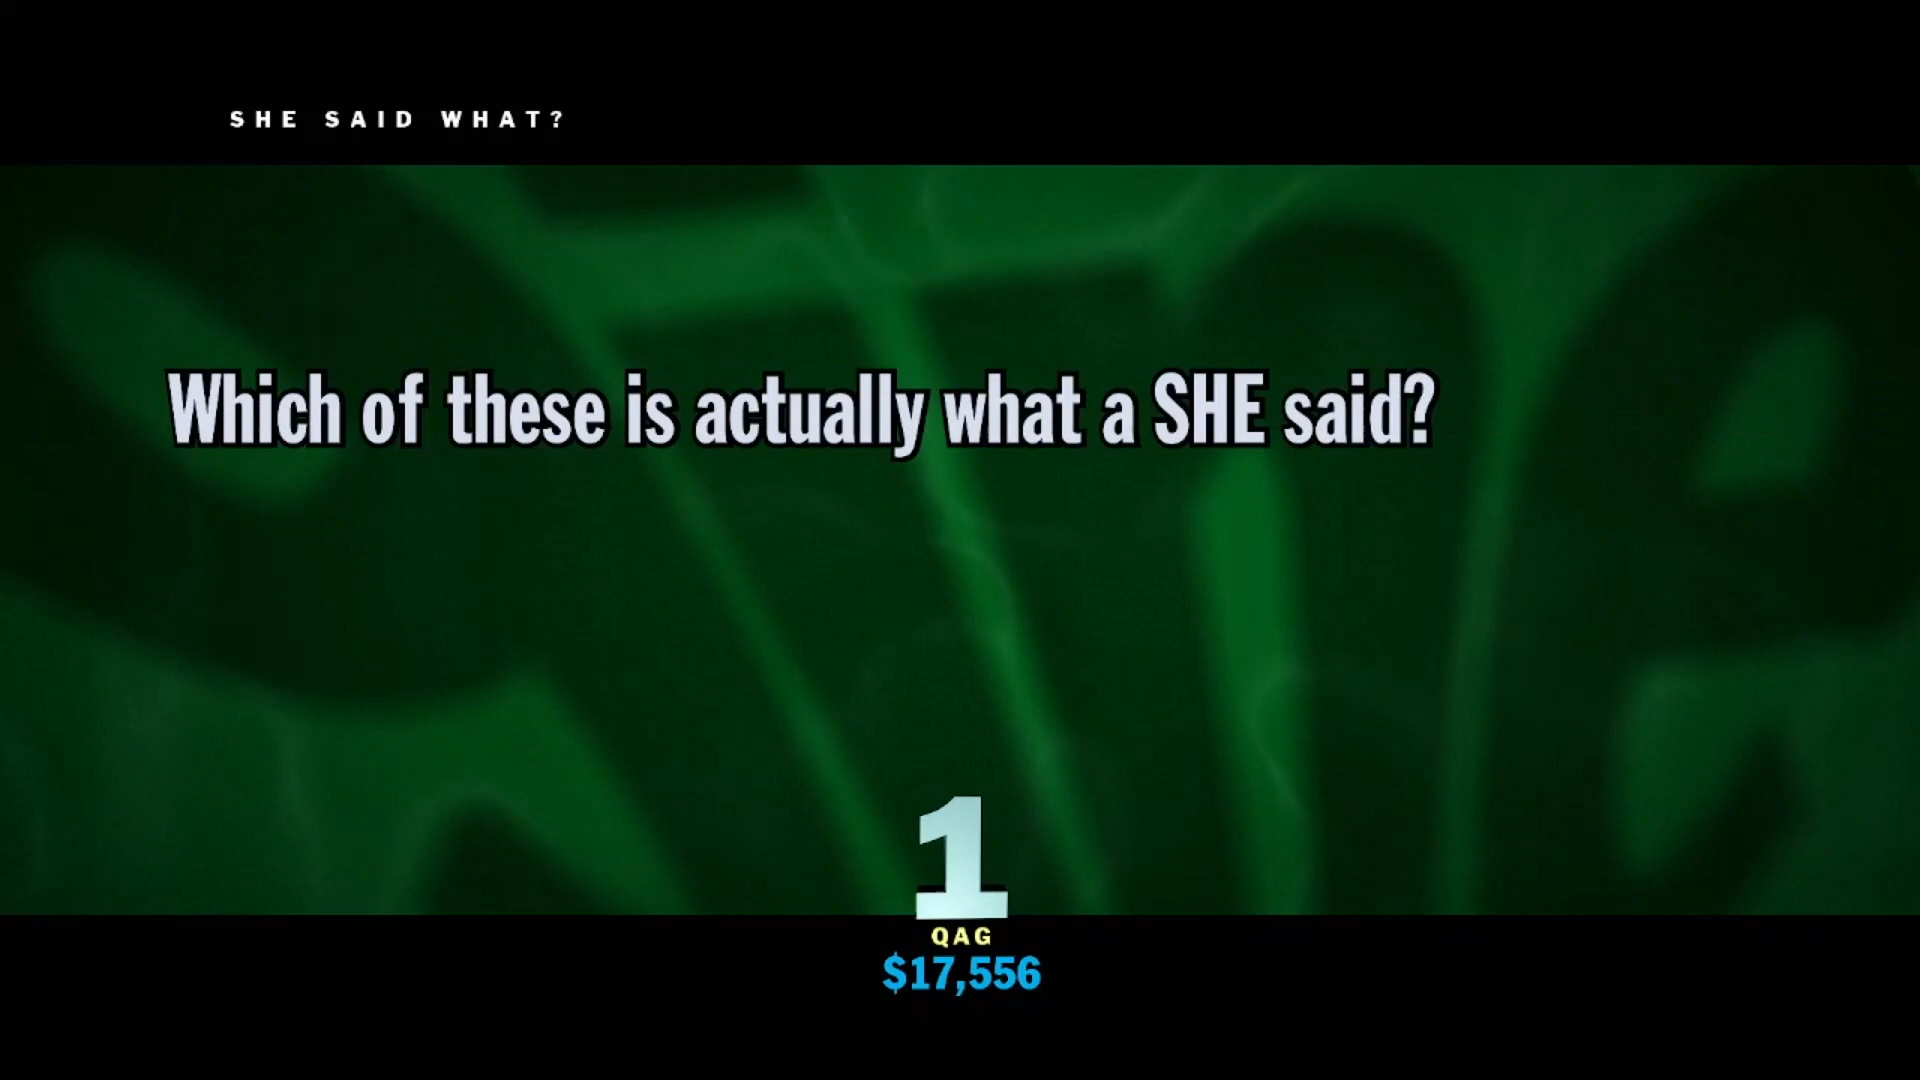 SHE SAID WHAT?
Which of these is actually what a SHE said?
1
QAG
$17,556